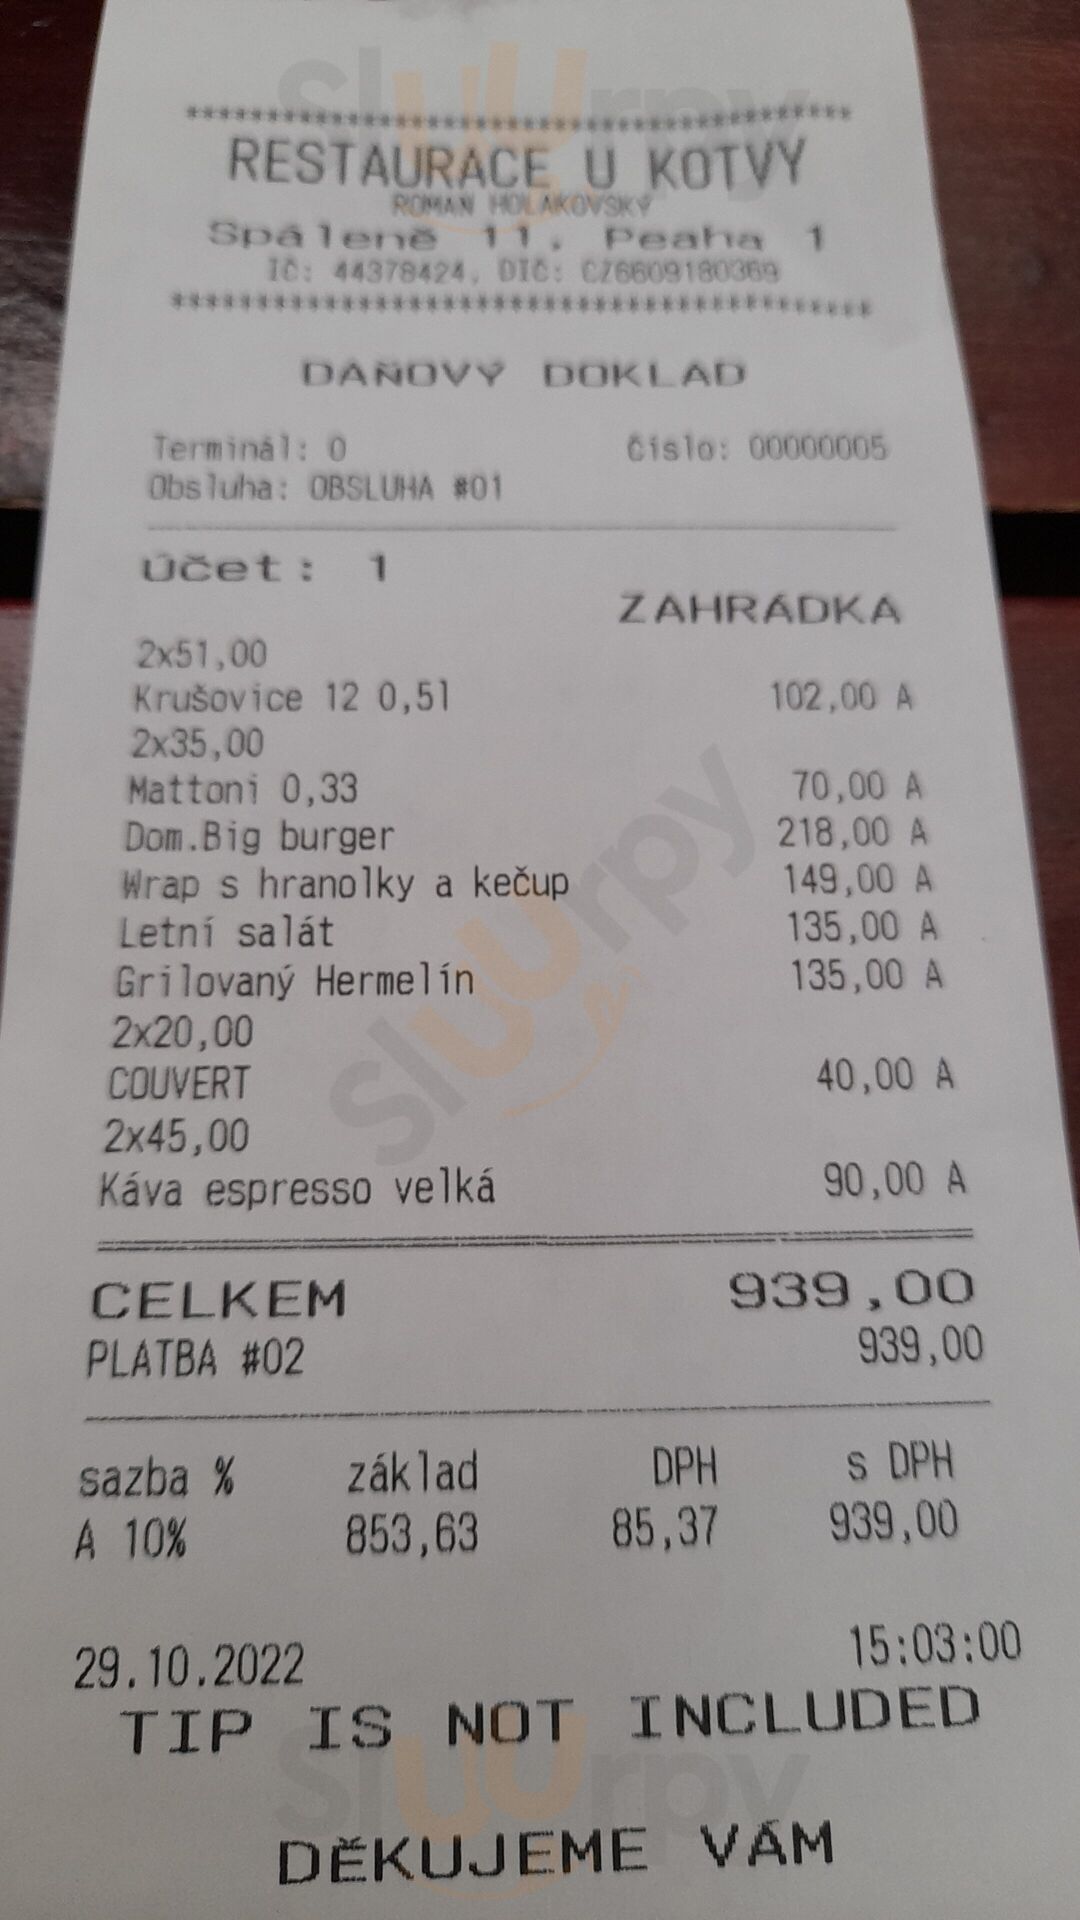 ****************************************
RESTAURACE U KOTVY
ROMAN HOLAKOVSKÝ
Spáleně 11, Peaha 1
IČ: 44378424, DIČ: CZ6609180369
****************************************
DAŇOVÝ DOKLAD
Terminál: 0 Číslo: 00000005
Obsluha: OBSLUHA #01
Účet: 1
ZAHRÁDKA
2x51,00
Krušovice 12 0,5l 102,00 A
2x35,00
Mattoni 0,33 70,00 A
Dom.Big burger 218,00 A
Wrap s hranolky a kečup 149,00 A
Letní salát 135,00 A
Grilovaný Hermelín 135,00 A
2x20,00
COUVERT 40,00 A
2x45,00
Káva espresso velká 90,00 A
CELKEM 939,00
PLATBA #02 939,00
sazba % základ DPH s DPH
A 10% 853,63 85,37 939,00
29.10.2022 15:03:00
TIP IS NOT INCLUDED
DĚKUJEME VÁM
Sluurpy
Sluurpy
Sluurpy